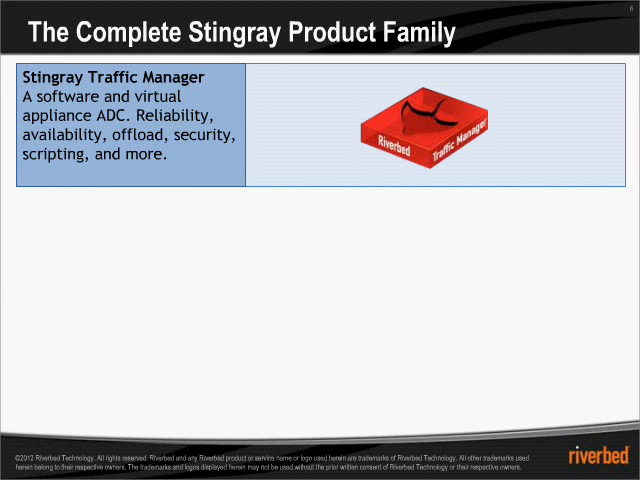 6
The Complete Stingray Product Family
Stingray Traffic Manager
A software and virtual
appliance ADC. Reliability,
availability, offload, security,
scripting, and more.
Riverbed
Traffic Manager
©2012 Riverbed Technology. All rights reserved. Riverbed and any Riverbed product or service name or logo used herein are trademarks of Riverbed Technology. All other trademarks used
herein belong to their respective owners. The trademarks and logos displayed herein may not be used without the prior written consent of Riverbed Technology or their respective owners.
riverbed